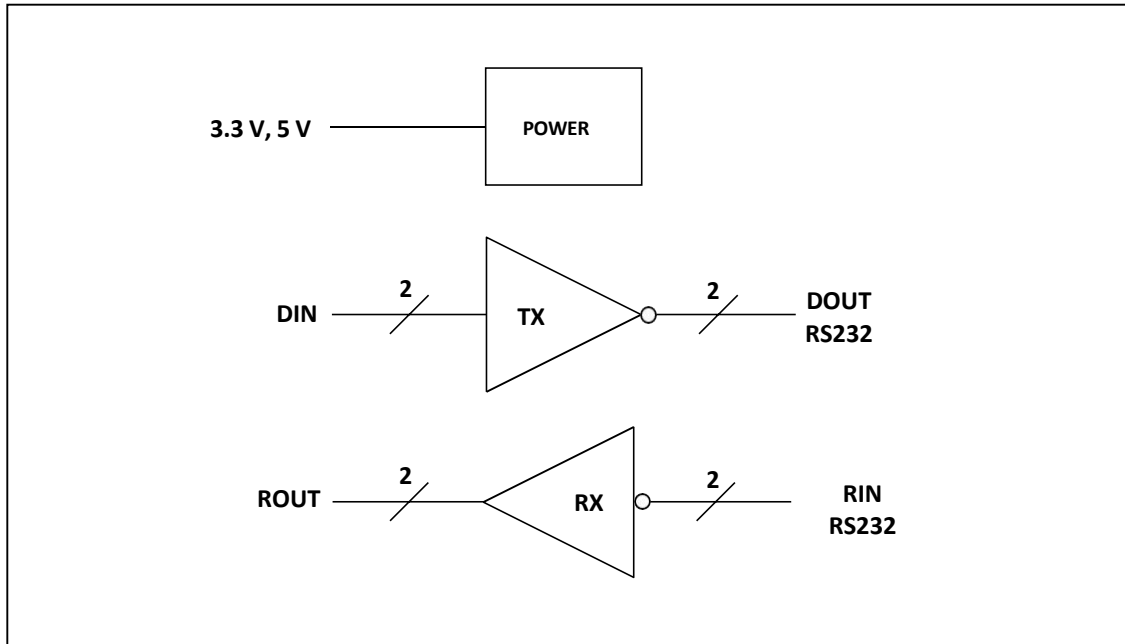 3.3 V, 5 V
POWER
DIN
2
TX
2
DOUT
RS232
ROUT
2
RX
2
RIN
RS232